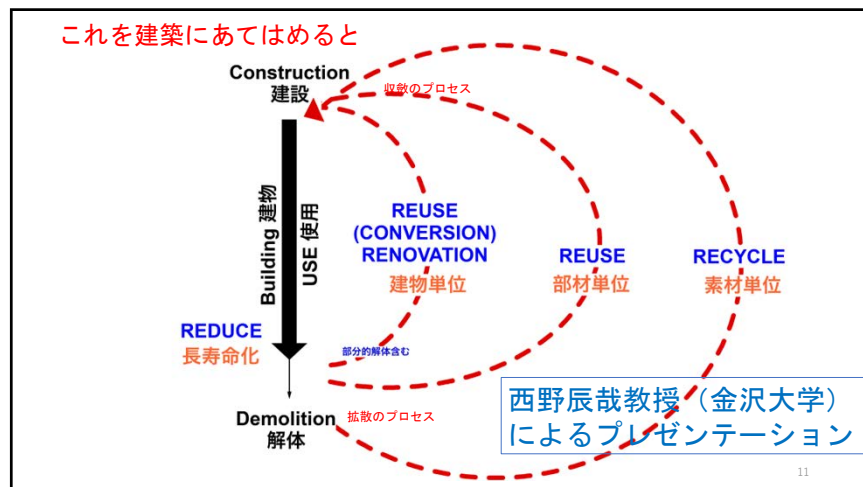 これを建築にあてはめると
Construction
建設
収斂のプロセス
Building 建物
USE 使用
REUSE
(CONVERSION)
RENOVATION
建物単位
REUSE
部材単位
RECYCLE
素材単位
REDUCE
長寿命化
部分的解体含む
Demolition
解体
拡散のプロセス
西野辰哉教授（金沢大学）
によるプレゼンテーション
11